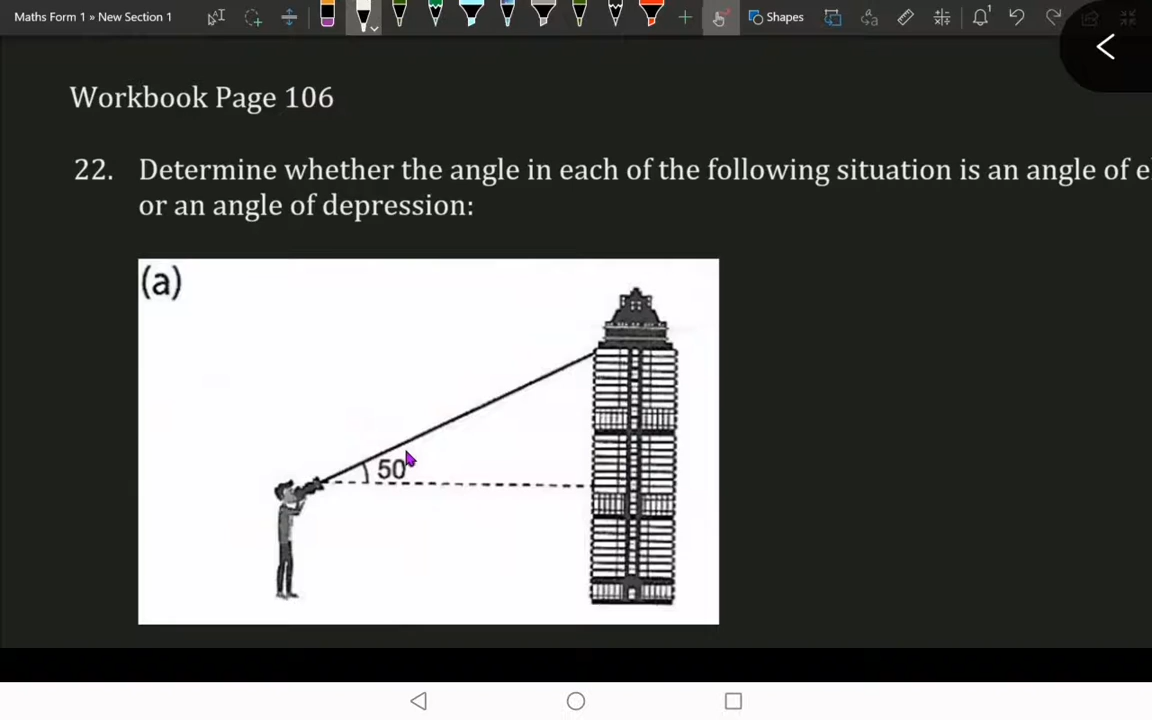 Maths Form 1 » New Section 1
Shapes
1
Workbook Page 106
22. Determine whether the angle in each of the following situation is an angle of e
or an angle of depression:
(a)
50